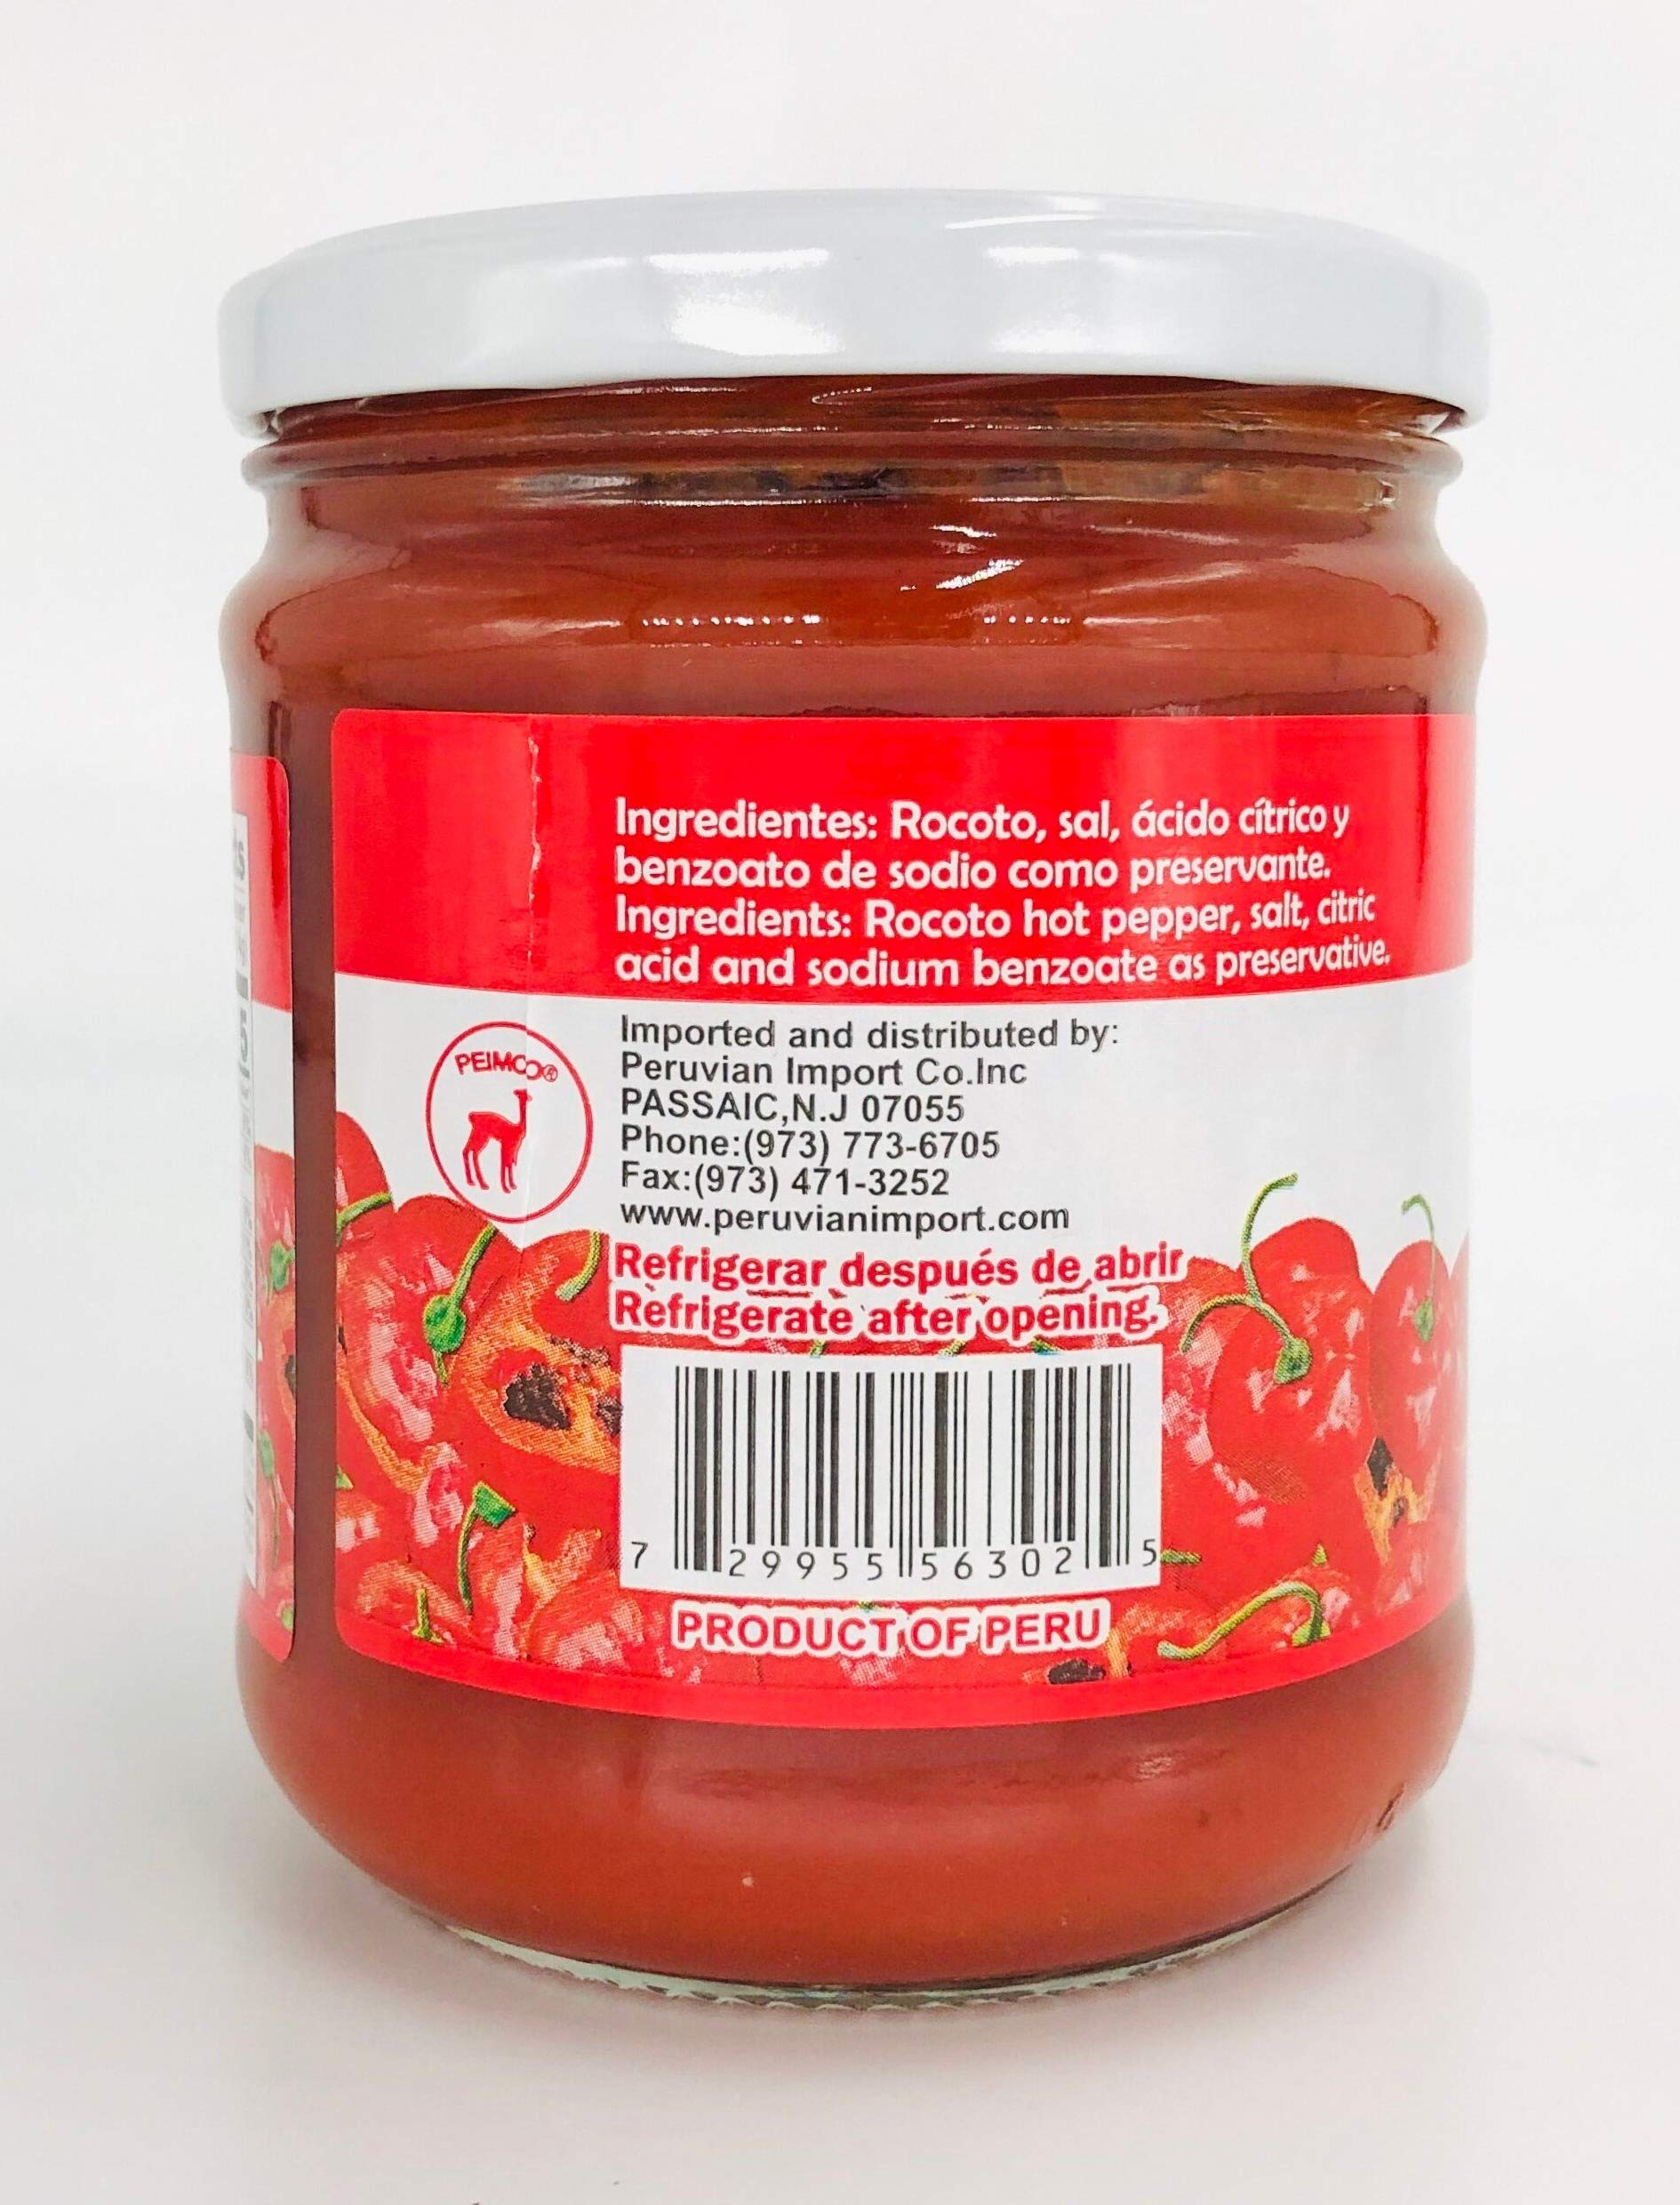 Ingredientes: Rocoto, sal, ácido cítrico y
benzoato de sodio como preservante.
Ingredients: Rocoto hot pepper, salt, citric
acid and sodium benzoate as preservative.
PEIMCO®
Imported and distributed by:
Peruvian Import Co.Inc
PASSAIC,N.J 07055
Phone:(973) 773-6705
Fax:(973) 471-3252
www.peruvianimport.com
Refrigerar después de abrir
Refrigerate after opening.
7 29955 56302 5
PRODUCT OF PERU